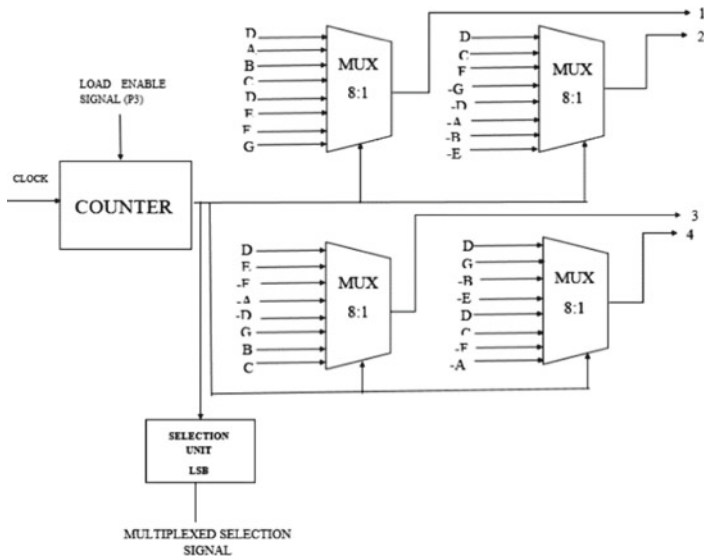 D
A
B
C
D
E
F
G
MUX
8:1
D
C
F
-G
-D
-A
-B
-E
MUX
8:1
1
2
LOAD ENABLE
SIGNAL (P3)
CLOCK
COUNTER
D
E
-F
-A
-D
G
B
C
MUX
8:1
D
G
-B
-E
D
C
-F
-A
MUX
8:1
3
4
SELECTION
UNIT
LSB
MULTIPLEXED SELECTION
SIGNAL